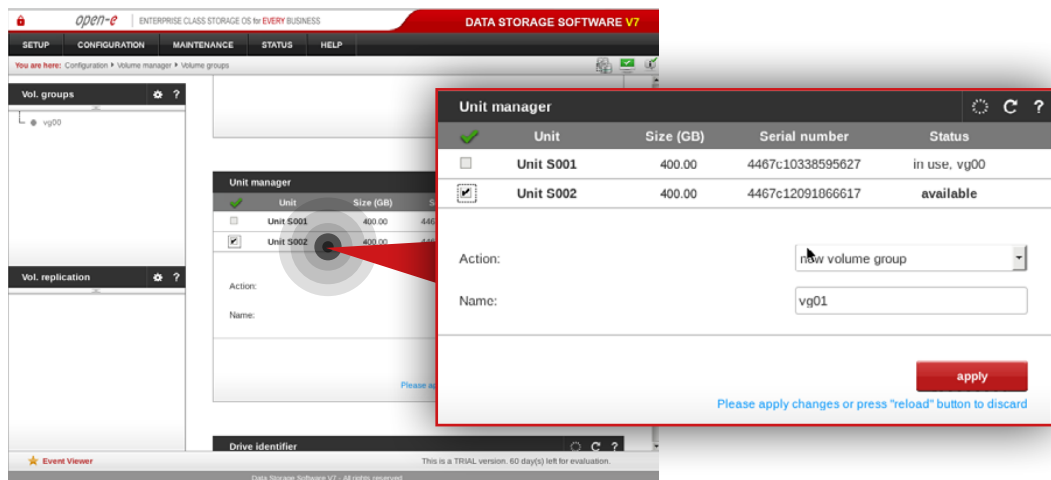 open-e ENTERPRISE CLASS STORAGE OS for EVERY BUSINESS DATA STORAGE SOFTWARE V7
SETUP CONFIGURATION MAINTENANCE STATUS HELP
You are here: Configuration Volume manager Volume groups
Vol. groups ?
vg00
Unit manager
Unit Size (GB) S
Unit S001 400.00 446
Unit S002 400.00 446
Action:
Name:
Please ap
Vol. replication ?
Drive identifier ?
Unit manager ?
Unit Size (GB) Serial number Status
Unit S001 400.00 4467c10338595627 in use, vg00
Unit S002 400.00 4467c12091866617 available
Action: new volume group
Name: vg01
apply
Please apply changes or press "reload" button to discard
Event Viewer This is a TRIAL version. 60 day(s) left for evaluation.
Data Storage Software V7 - All rights reserved